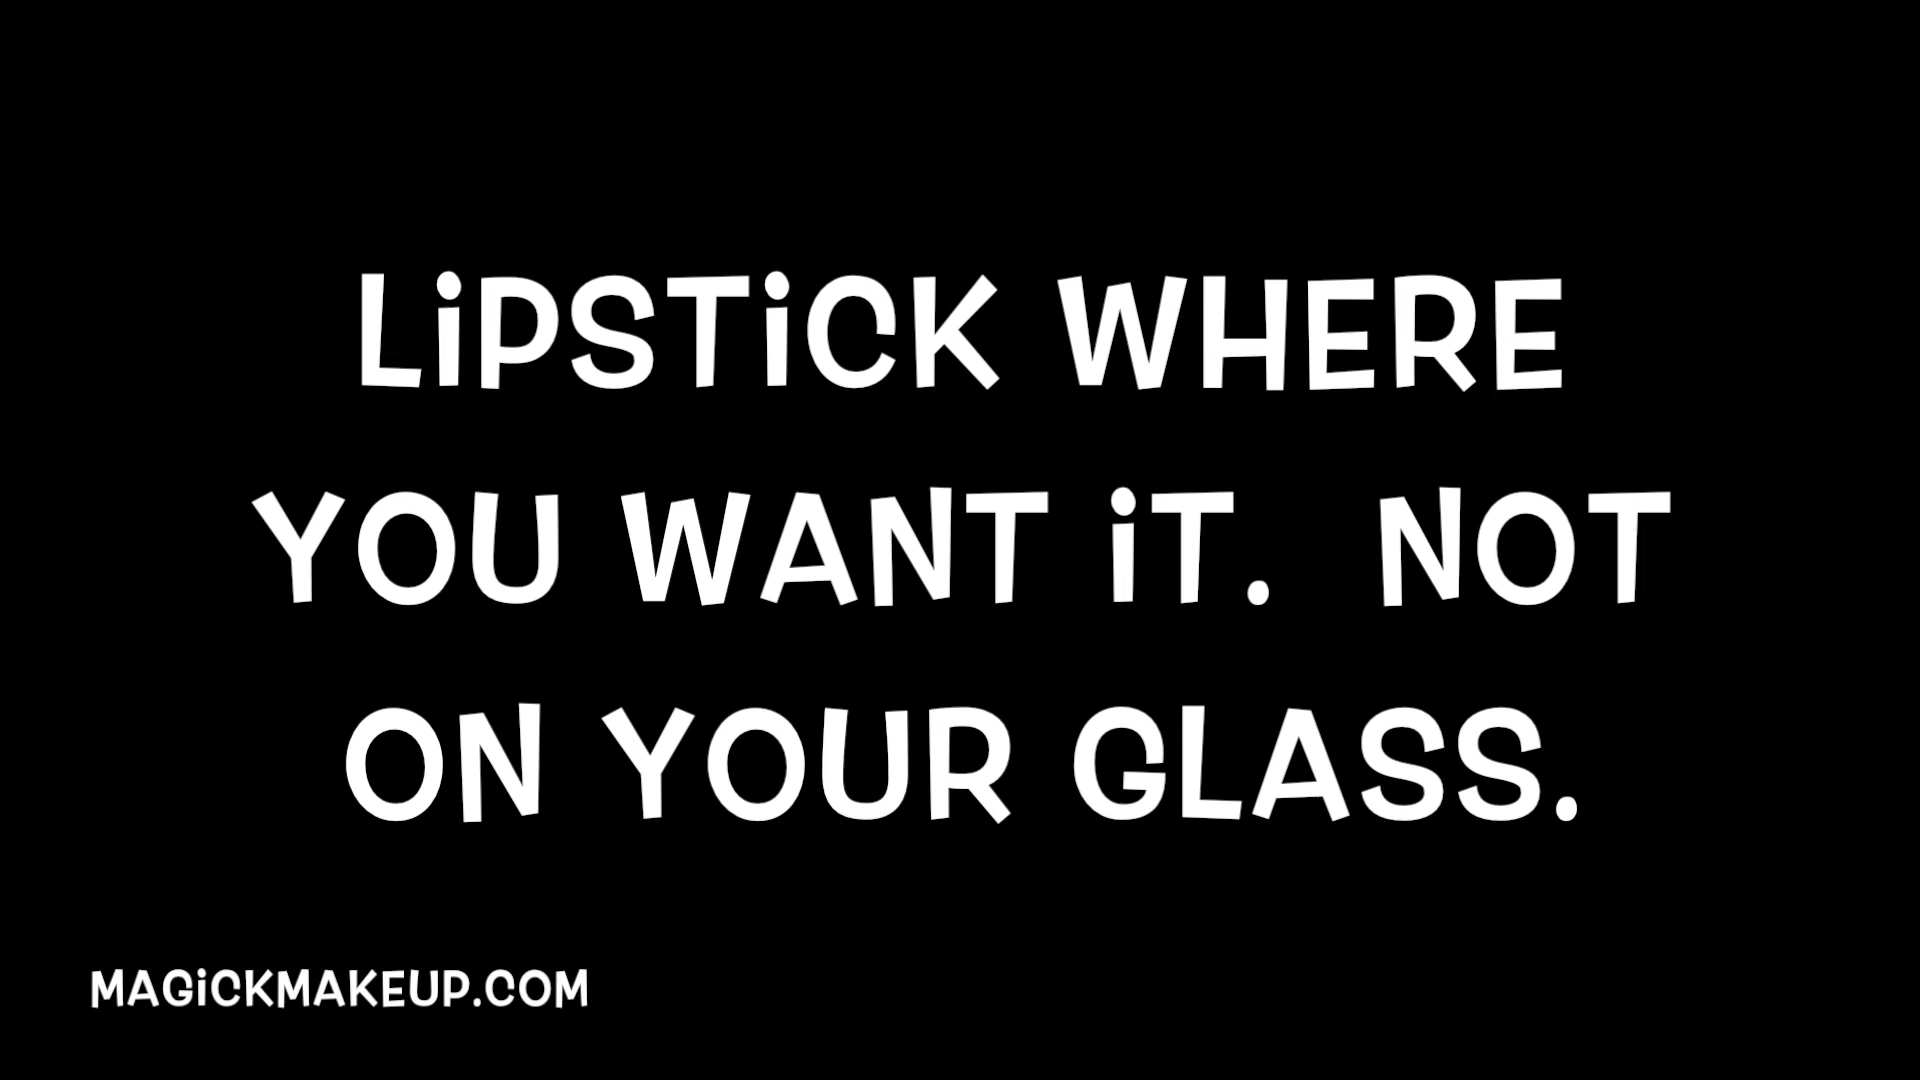 LiPSTiCK WHERE
YOU WANT iT.  NOT
ON YOUR GLASS.
MAGiCKMAKEUP.COM